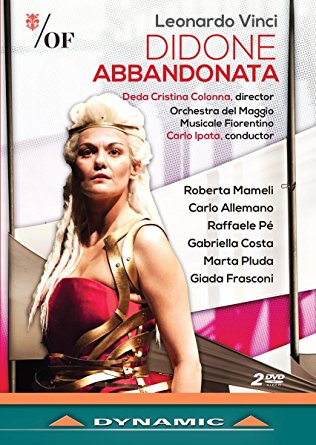 /OF
Leonardo Vinci
DIDONE
ABBANDONATA
Deda Cristina Colonna, director
Orchestra del Maggio
Musicale Fiorentino
Carlo Ipata, conductor
Roberta Mameli
Carlo Allemano
Raffaele Pé
Gabriella Costa
Marta Pluda
Giada Frasconi
2 DVD
VIDEO
DYNAMIC